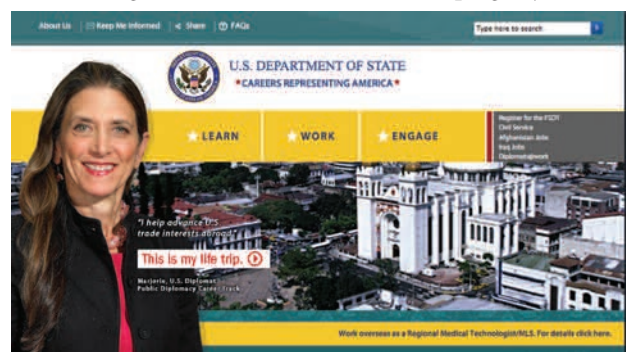 About Us
Keep Me Informed
Share
FAQs
Type here to search
U.S. DEPARTMENT OF STATE
★CAREERS REPRESENTING AMERICA★
★ LEARN
★ WORK
★ ENGAGE
Register for the FSOT
Civil Service
Afghanistan Jobs
Iraq Jobs
Diplomats@work
"I help advance U.S.
trade interests abroad."
This is my life trip.
Marjorie, U.S. Diplomat
Public Diplomacy Career Track
Work overseas as a Regional Medical Technologist/MLS. For details click here.